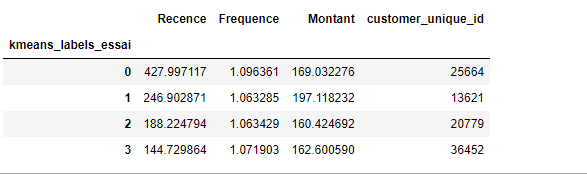 Recence Frequence Montant customer_unique_id
kmeans_labels_essai
0 427.997117 1.096361 169.032276 25664
1 246.902871 1.063285 197.118232 13621
2 188.224794 1.063429 160.424692 20779
3 144.729864 1.071903 162.600590 36452